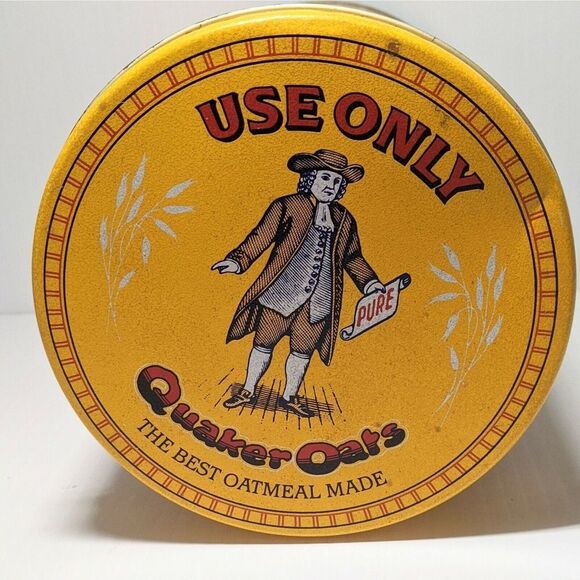 USE ONLY
PURE
Quaker Oats
THE BEST OATMEAL MADE